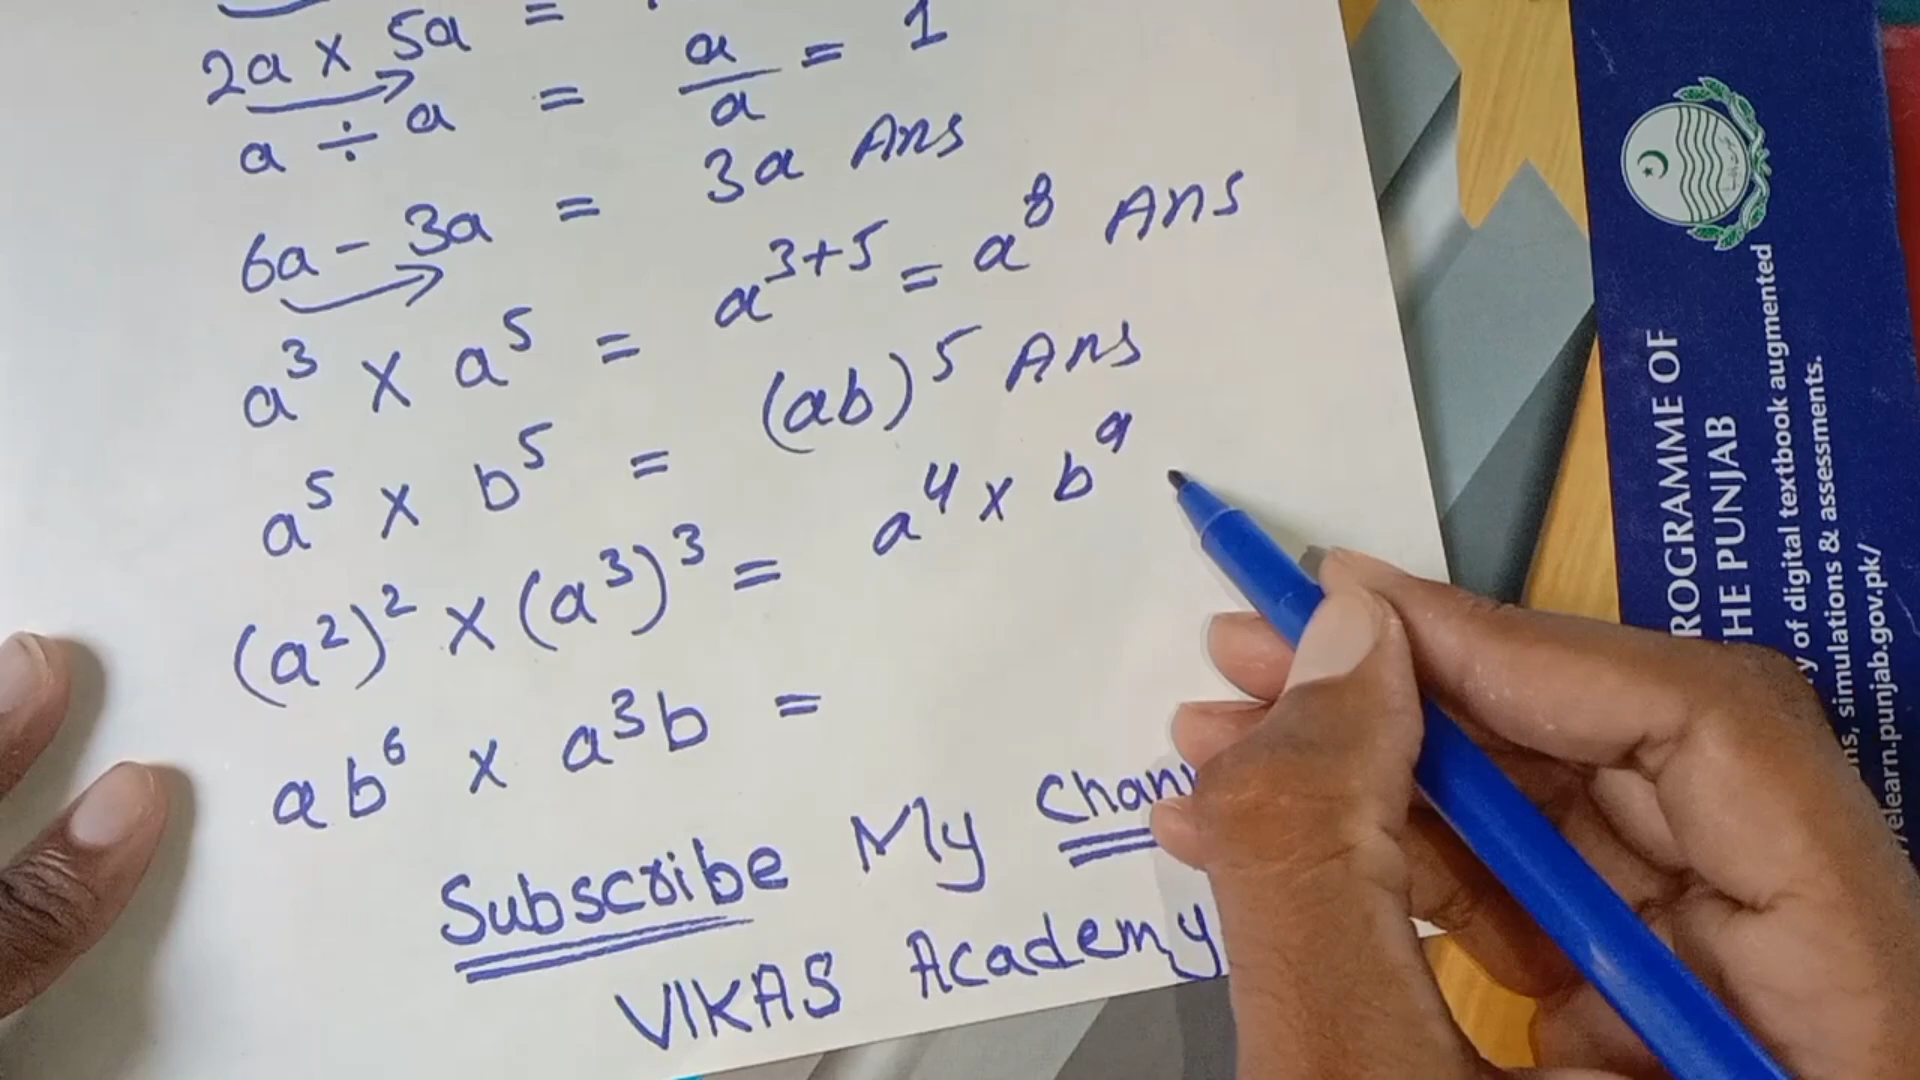 2a × 5a =
a ÷ a = a/a = 1
6a - 3a = 3a Ans
a³ × a⁵ = a³⁺⁵ = a⁸ Ans
a⁵ × b⁵ = (ab)⁵ Ans
(a²)² × (a³)³ = a⁴ × b⁹
ab⁶ × a³b =
Subscribe My Chan
VIKAS Academy
ROGRAMME OF
HE PUNJAB
y of digital textbook augmented
ns, simulations & assessments.
/elearn.punjab.gov.pk/